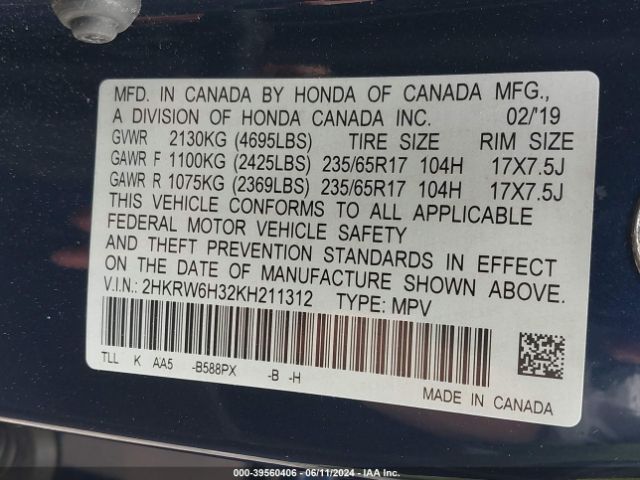 MFD. IN CANADA BY HONDA OF CANADA MFG.,
A DIVISION OF HONDA CANADA INC. 02/'19
GVWR 2130KG (4695LBS) TIRE SIZE RIM SIZE
GAWR F 1100KG (2425LBS) 235/65R17 104H 17X7.5J
GAWR R 1075KG (2369LBS) 235/65R17 104H 17X7.5J
THIS VEHICLE CONFORMS TO ALL APPLICABLE
FEDERAL MOTOR VEHICLE SAFETY
AND THEFT PREVENTION STANDARDS IN EFFECT
ON THE DATE OF MANUFACTURE SHOWN ABOVE.
V.I.N.: 2HKRW6H32KH211312 TYPE: MPV
TLL K AA5 -B588PX -B -H
MADE IN CANADA
000-39560406 - 06/11/2024 - IAA Inc.